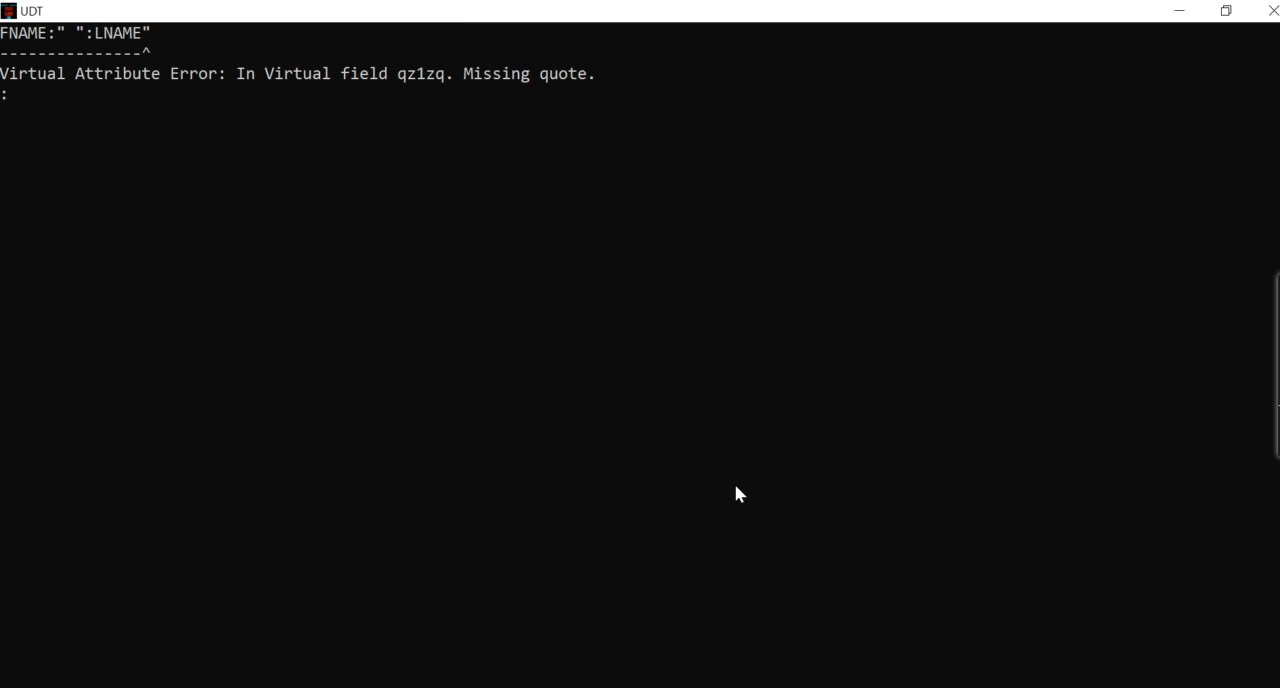 UDT
FNAME:" ":LNAME"
---------------^
Virtual Attribute Error: In Virtual field qz1zq. Missing quote.
: